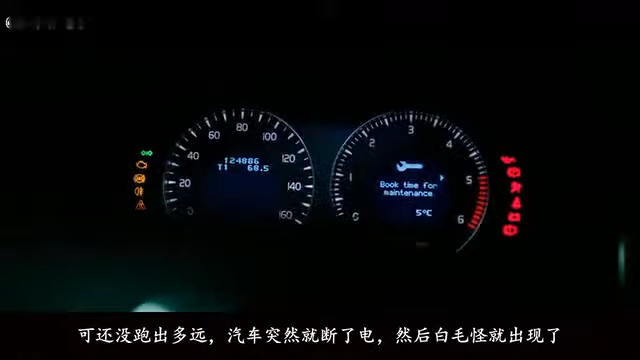 60 80 100
40 120
20 140
0 160
124886
T1 68.5
1 2 3 4 5 6
0
Book time for
maintenance
5°C
可还没跑出多远，汽车突然就断了电，然后白毛怪就出现了